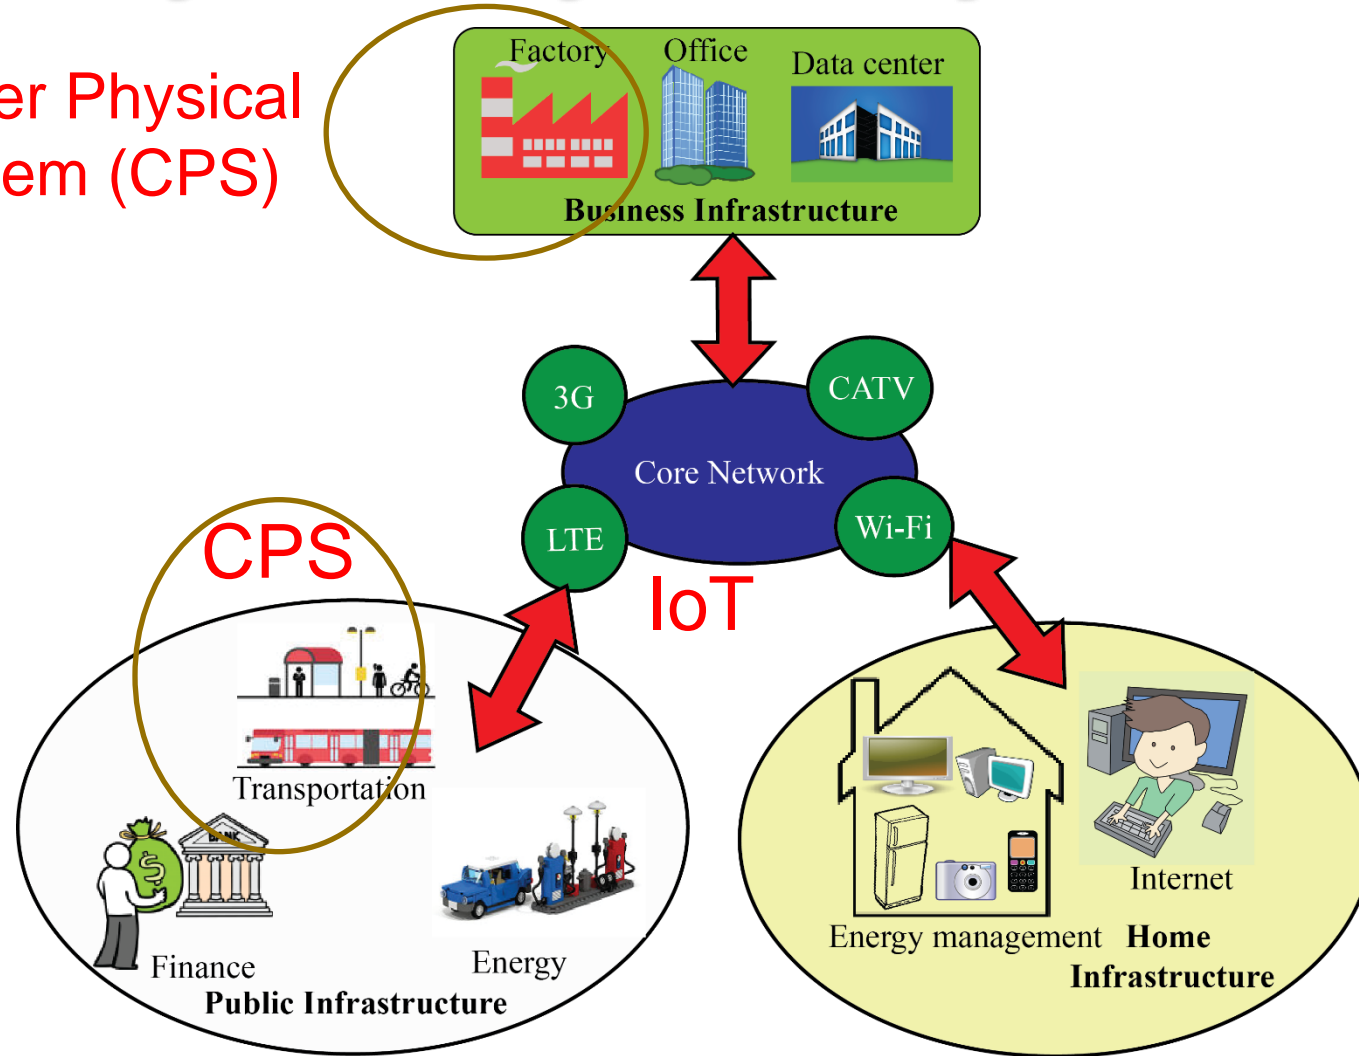 er Physical
em (CPS)
Factory
Office
Data center
Business Infrastructure
3G
CATV
Core Network
LTE
Wi-Fi
CPS
IoT
Transportation
BANK
$
Finance
Energy
Public Infrastructure
Internet
Energy management
Home
Infrastructure